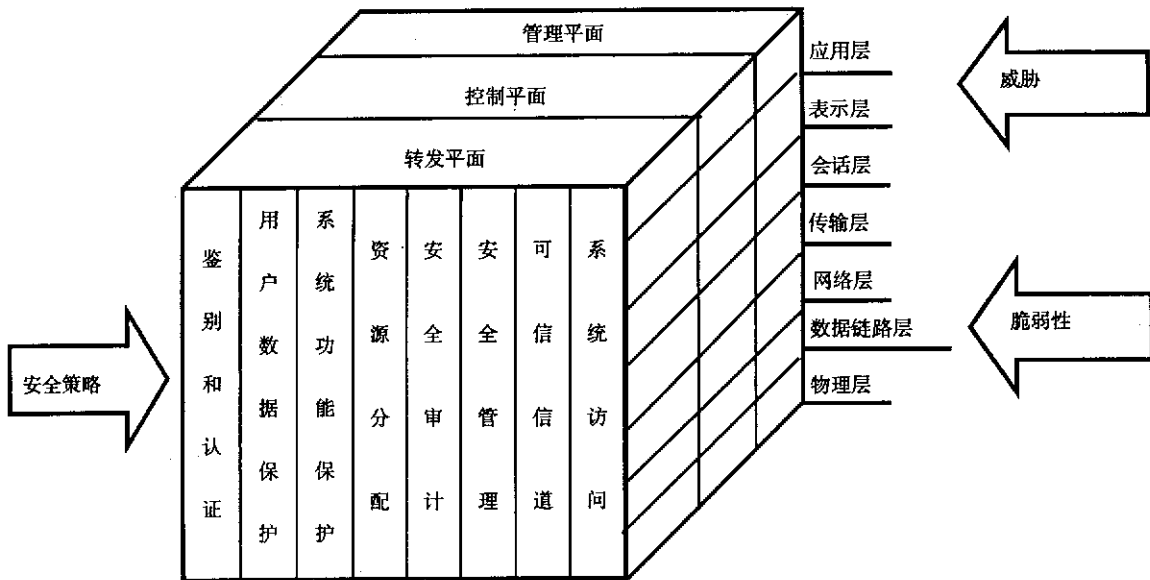 管理平面
控制平面
转发平面
鉴别和认证
用户数据保护
系统功能保护
资源分配
安全审计
安全管理
可信信道
系统访问
应用层
表示层
会话层
传输层
网络层
数据链路层
物理层
威胁
脆弱性
安全策略